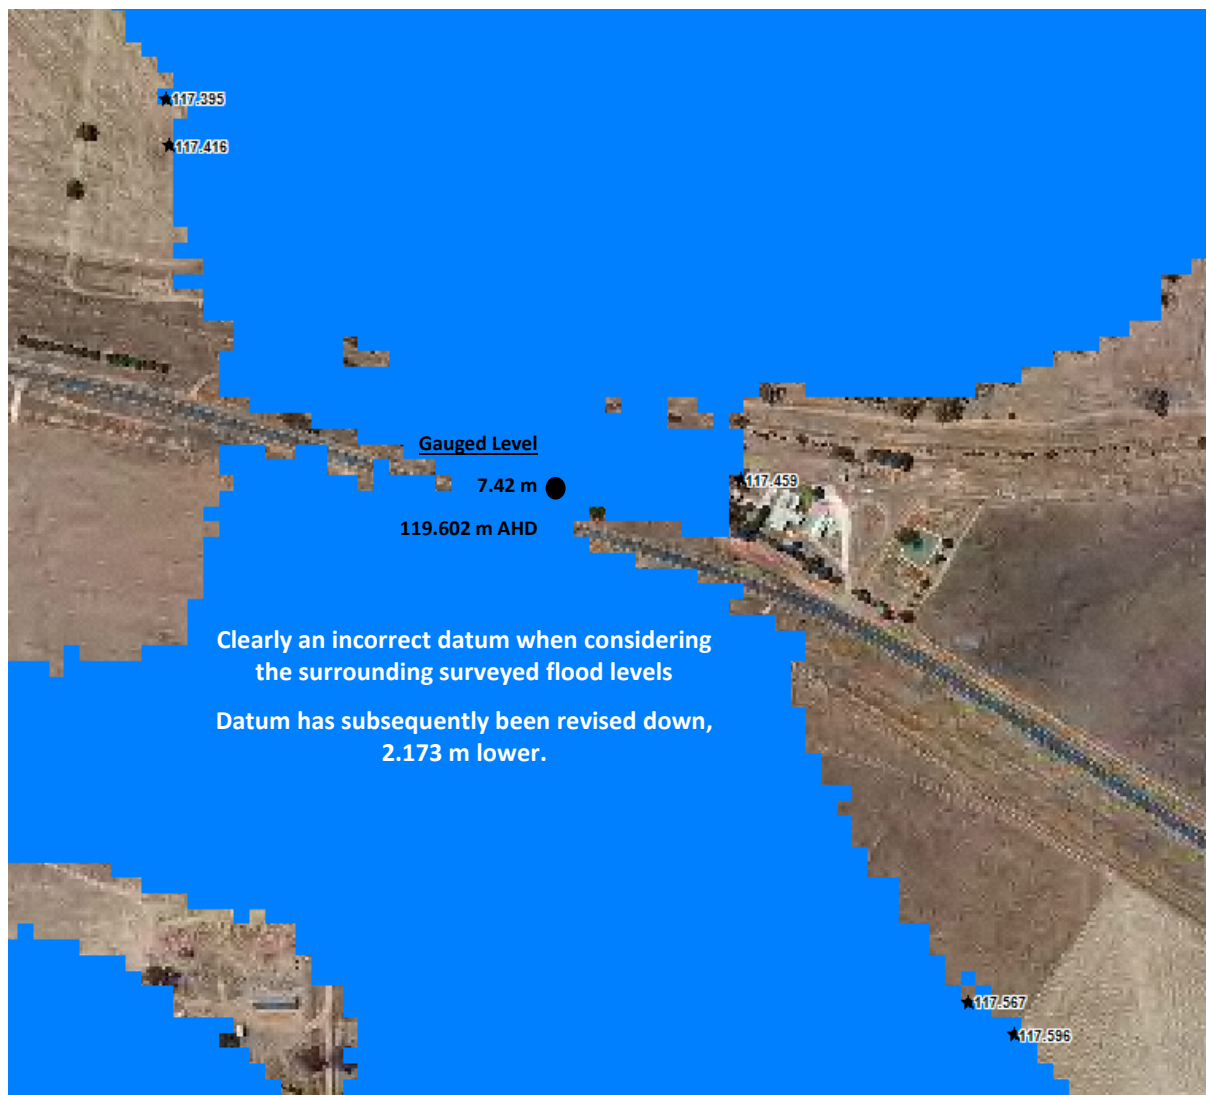 117.395
117.416
Gauged Level
7.42 m
117.459
119.602 m AHD
Clearly an incorrect datum when considering
the surrounding surveyed flood levels
Datum has subsequently been revised down,
2.173 m lower.
117.567
117.596